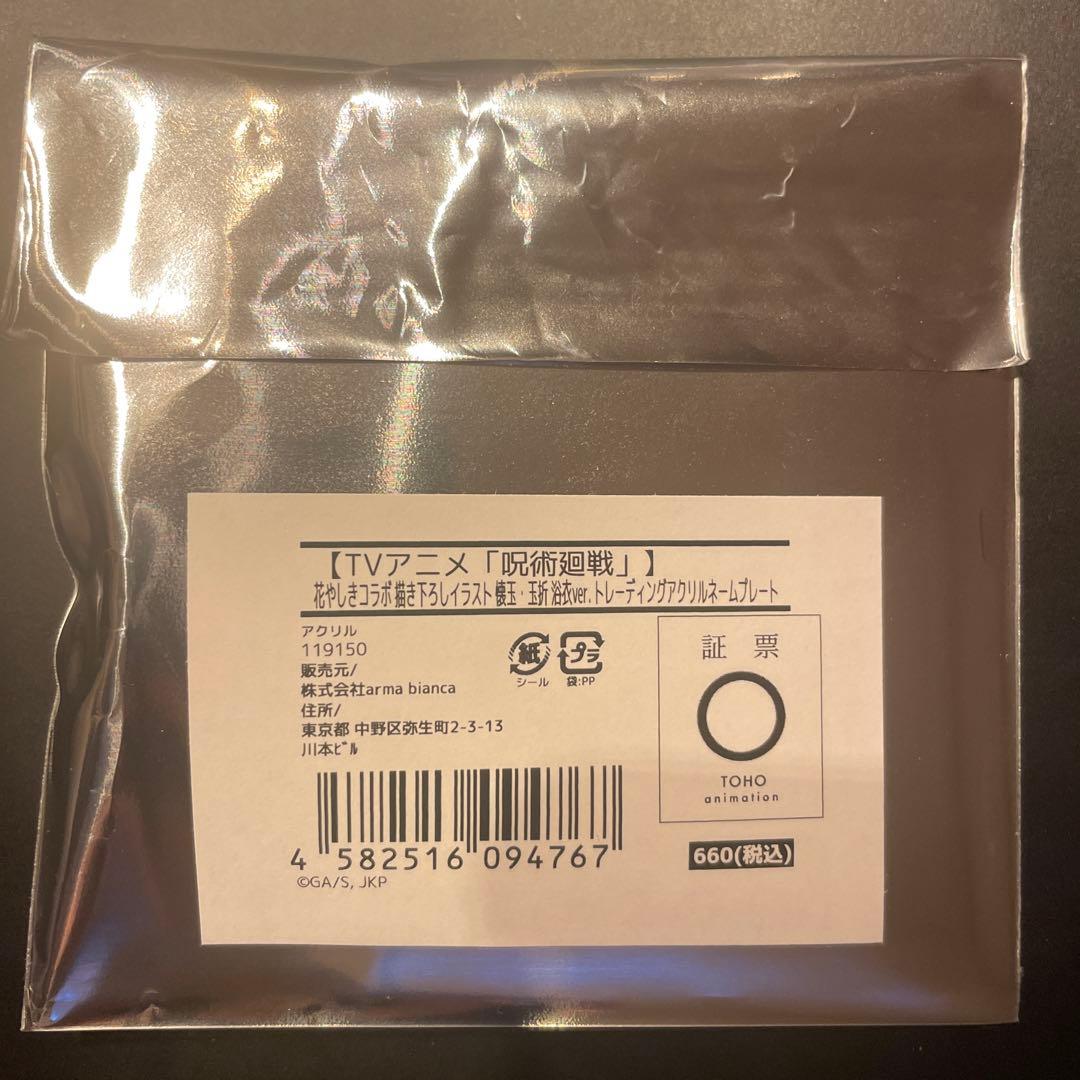 【TVアニメ「呪術廻戦」】
花やしきコラボ 描き下ろしイラスト 懐玉・玉折 浴衣ver. トレーディングアクリルネームプレート
アクリル
119150
販売元/
株式会社arma bianca
住所/
東京都 中野区弥生町2-3-13
川本ﾋﾞﾙ
紙
シール
プラ
袋:PP
証 票
TOHO
animation
4 582516 094767
660(税込)
©GA/S, JKP